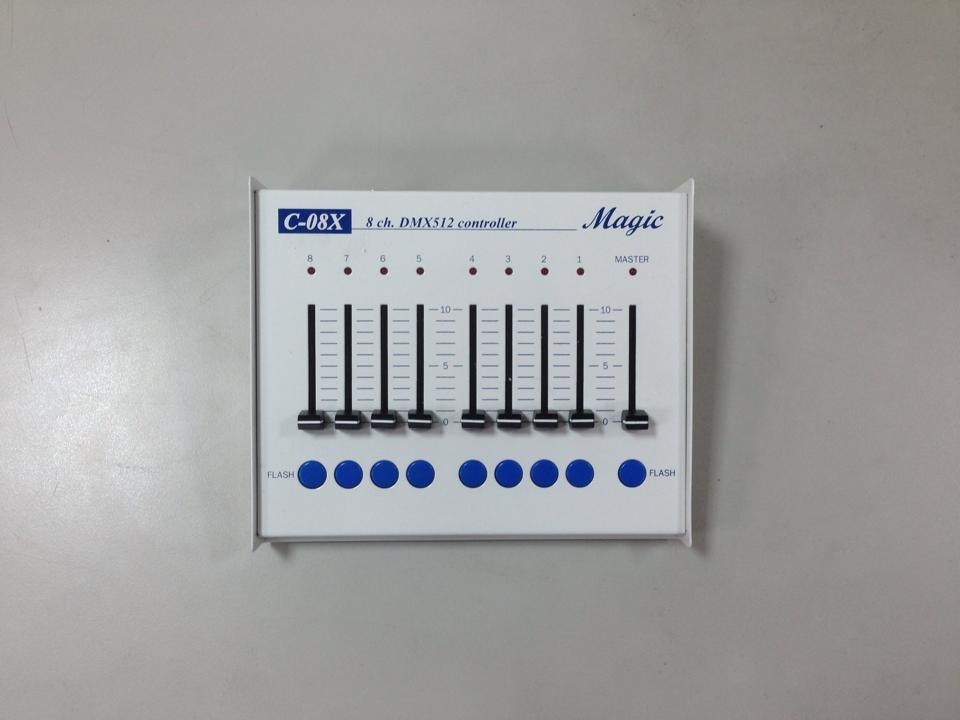 C-08X 8 ch. DMX512 controller Magic
8 7 6 5 4 3 2 1 MASTER
10 10
5 5
0 0
FLASH FLASH